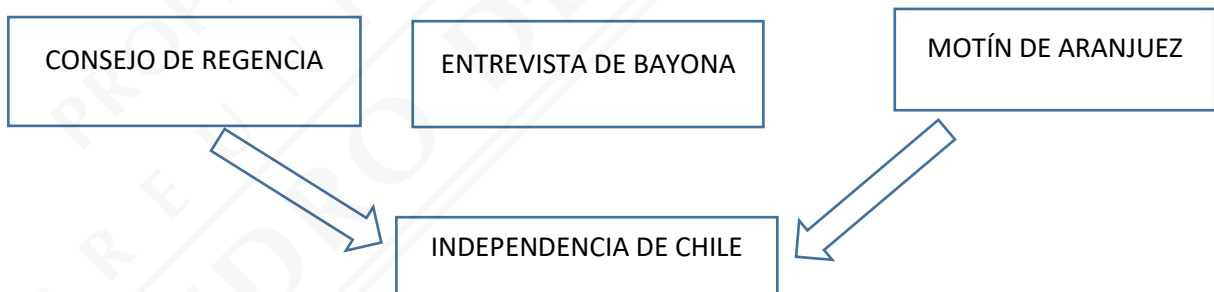 CONSEJO DE REGENCIA
ENTREVISTA DE BAYONA
MOTÍN DE ARANJUEZ
INDEPENDENCIA DE CHILE